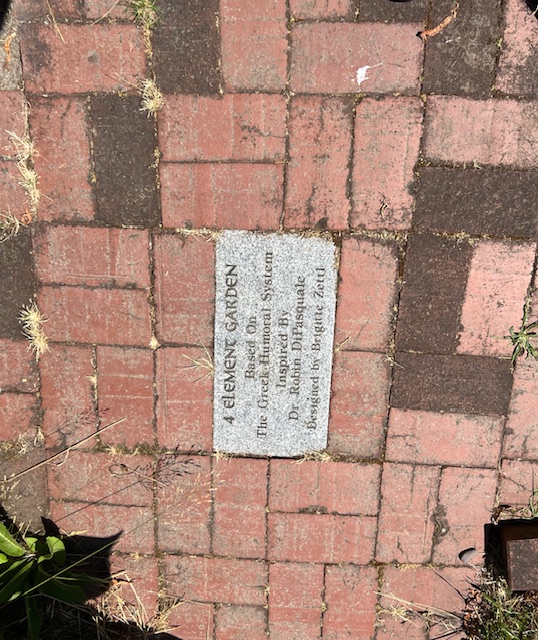 4 ELEMENT GARDEN
Based On
The Greek Humoral System
Inspired By
Dr. Robin DiPasquale
Designed by Brigitte Zettl